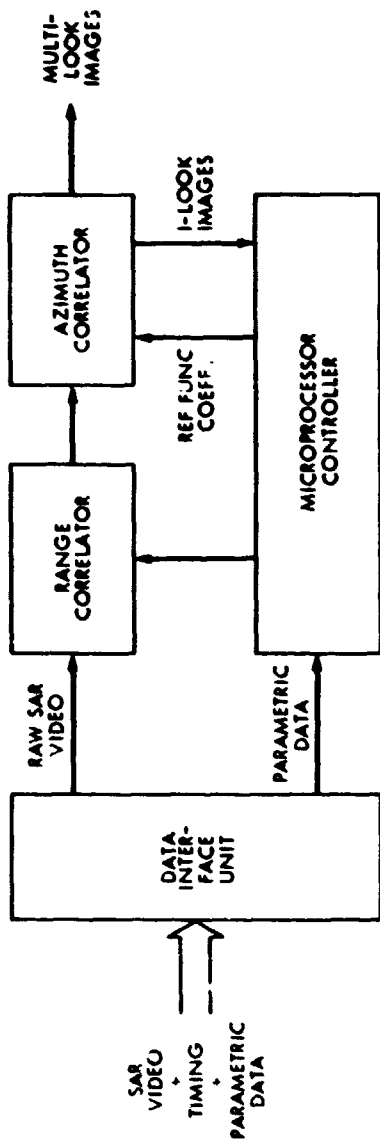 SAR
VIDEO
+
TIMING
+
PARAMETRIC
DATA
DATA
INTER-
FACE
UNIT
RAW SAR
VIDEO
PARAMETRIC
DATA
RANGE
CORRELATOR
AZIMUTH
CORRELATOR
MULTI-
LOOK
IMAGES
REF FUNC
COEFF.
1-LOOK
IMAGES
MICROPROCESSOR
CONTROLLER